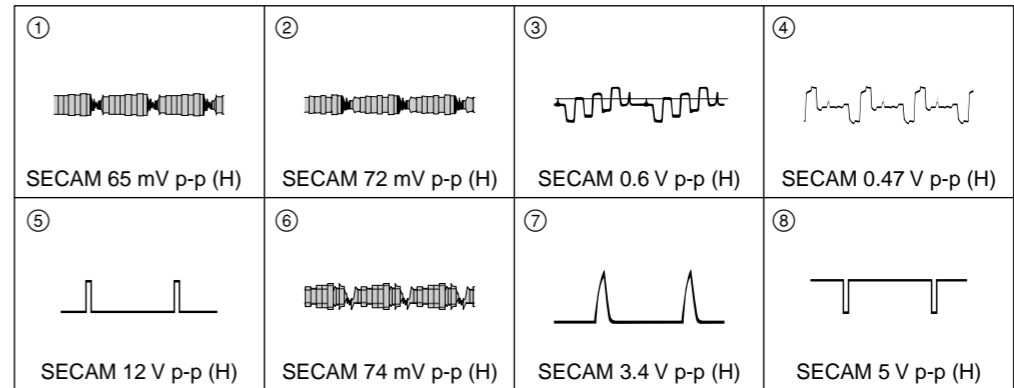 ① ② ③ ④
SECAM 65 mV p-p (H) SECAM 72 mV p-p (H) SECAM 0.6 V p-p (H) SECAM 0.47 V p-p (H)
⑤ ⑥ ⑦ ⑧
SECAM 12 V p-p (H) SECAM 74 mV p-p (H) SECAM 3.4 V p-p (H) SECAM 5 V p-p (H)